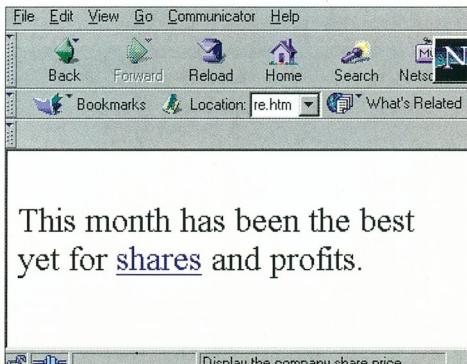 File Edit View Go Communicator Help
Back Forward Reload Home Search
N
Bookmarks Location: re.htm What's Related
This month has been the best
yet for shares and profits.
Display the company share price